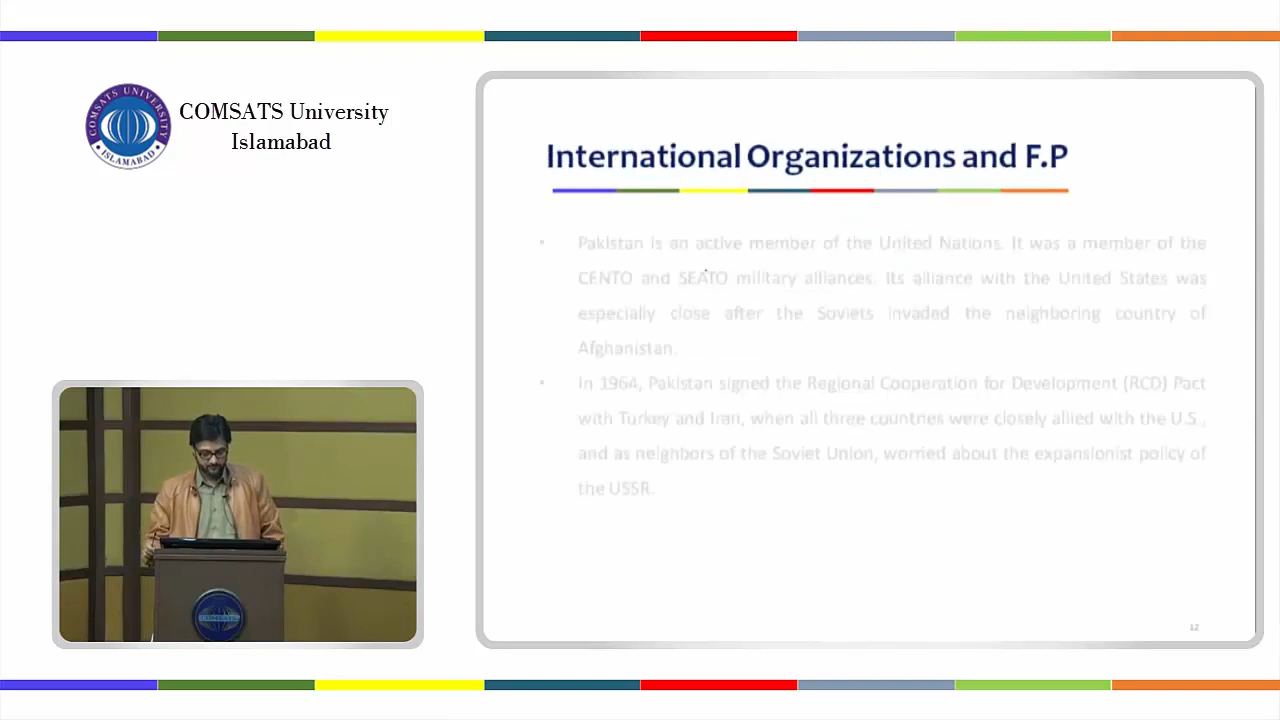 COMSATS University
Islamabad
COMSATS UNIVERSITY
ISLAMABAD
International Organizations and F.P
• Pakistan is an active member of the United Nations. It was a member of the
CENTO and SEATO military alliances. Its alliance with the United States was
especially close after the Soviets invaded the neighboring country of
Afghanistan.
• In 1964, Pakistan signed the Regional Cooperation for Development (RCD) Pact
with Turkey and Iran, when all three countries were closely allied with the U.S.,
and as neighbors of the Soviet Union, worried about the expansionist policy of
the USSR.
12
COMSATS